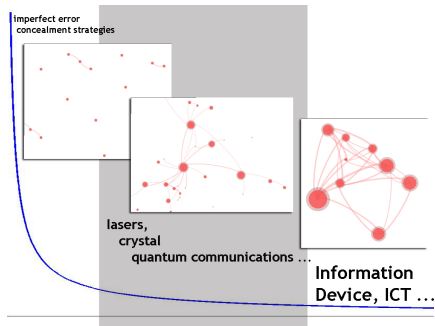 imperfect error
concealment strategies
lasers,
crystal
quantum communications ...
Information
Device, ICT ...